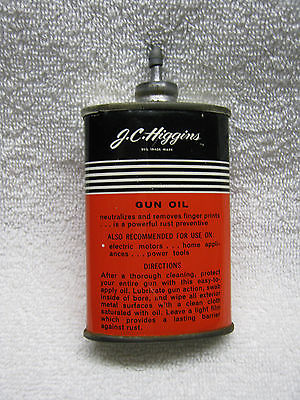 J.C. Higgins
REG. TRADE MARK
GUN OIL
neutralizes and removes finger prints
. . . is a powerful rust preventive
ALSO RECOMMENDED FOR USE ON
electric motors . . . home appli-
ances . . . power tools
DIRECTIONS
After a thorough cleaning, protect
your entire gun with this easy-to-
apply oil. Lubricate gun action, swab
inside of bore, and wipe all exterior
metal surfaces with a clean cloth
saturated with oil. Leave a light film
which provides a lasting barrier
against rust.